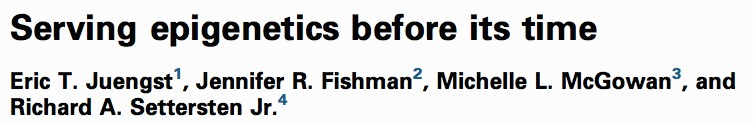 Serving epigenetics before its time
Eric T. Juengst1, Jennifer R. Fishman2, Michelle L. McGowan3, and
Richard A. Settersten Jr.4